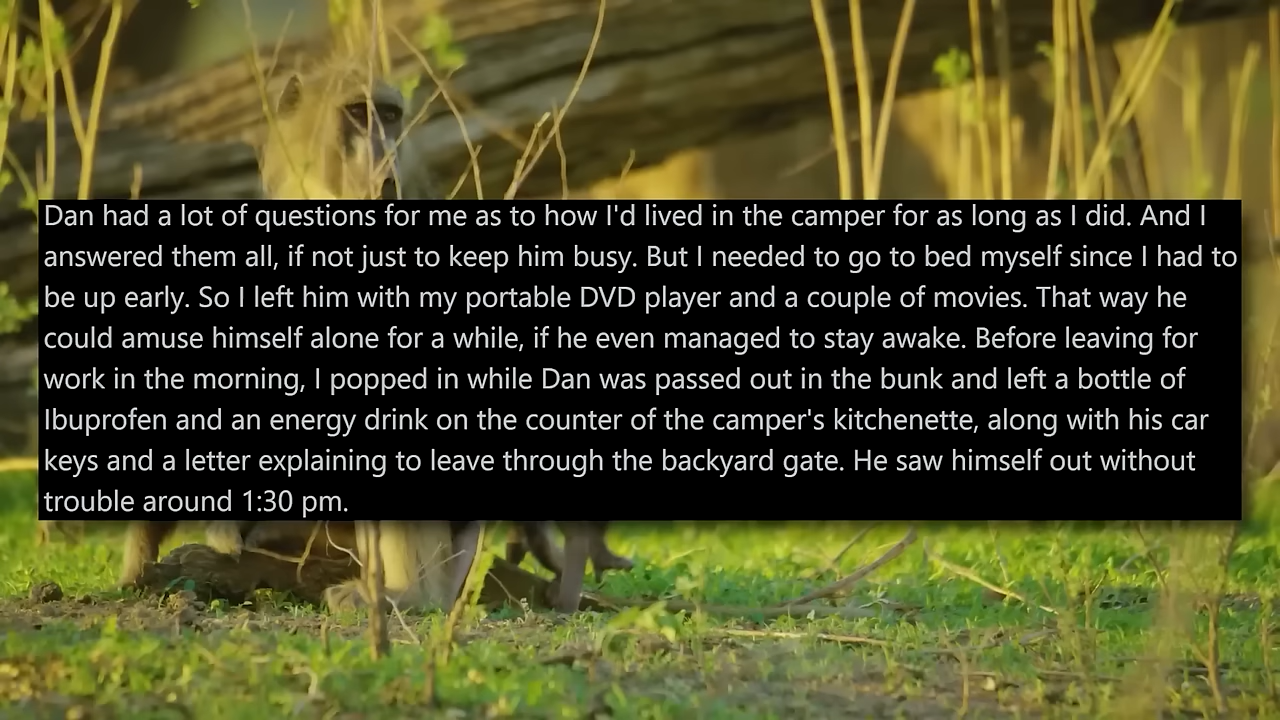 Dan had a lot of questions for me as to how I'd lived in the camper for as long as I did. And I
answered them all, if not just to keep him busy. But I needed to go to bed myself since I had to
be up early. So I left him with my portable DVD player and a couple of movies. That way he
could amuse himself alone for a while, if he even managed to stay awake. Before leaving for
work in the morning, I popped in while Dan was passed out in the bunk and left a bottle of
Ibuprofen and an energy drink on the counter of the camper's kitchenette, along with his car
keys and a letter explaining to leave through the backyard gate. He saw himself out without
trouble around 1:30 pm.